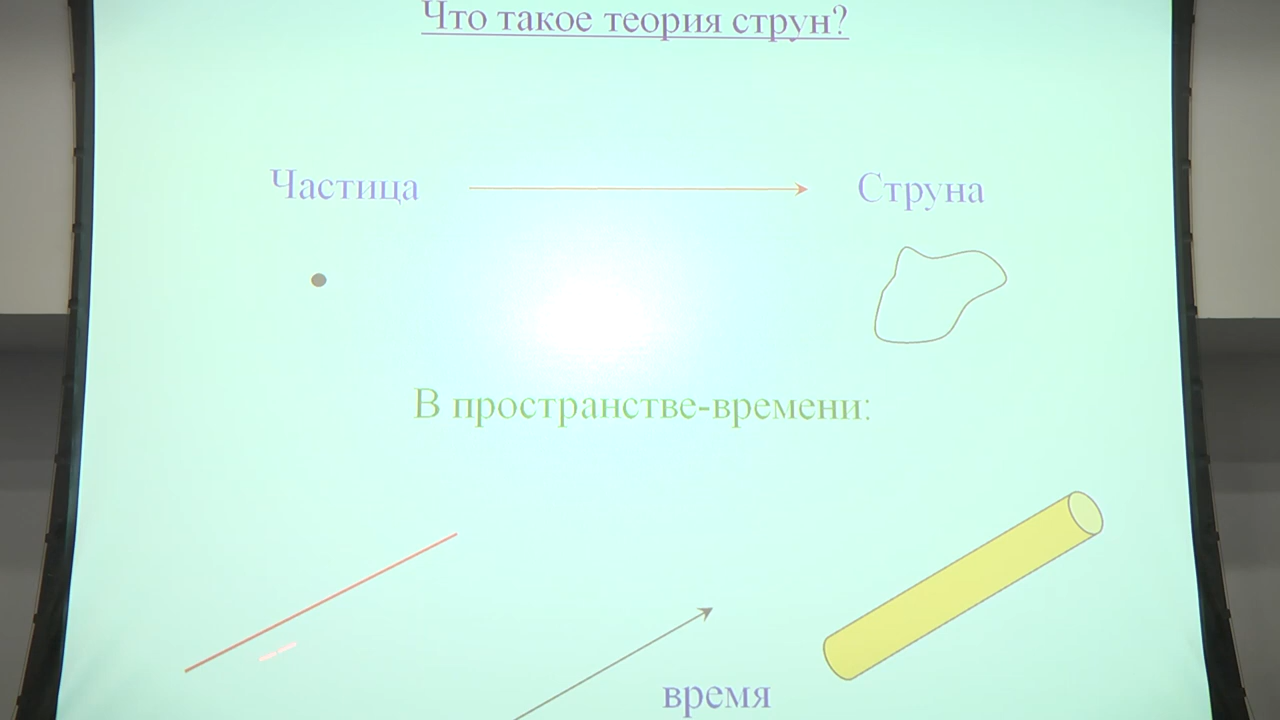 Что такое теория струн?
Частица
Струна
В пространстве-времени:
время